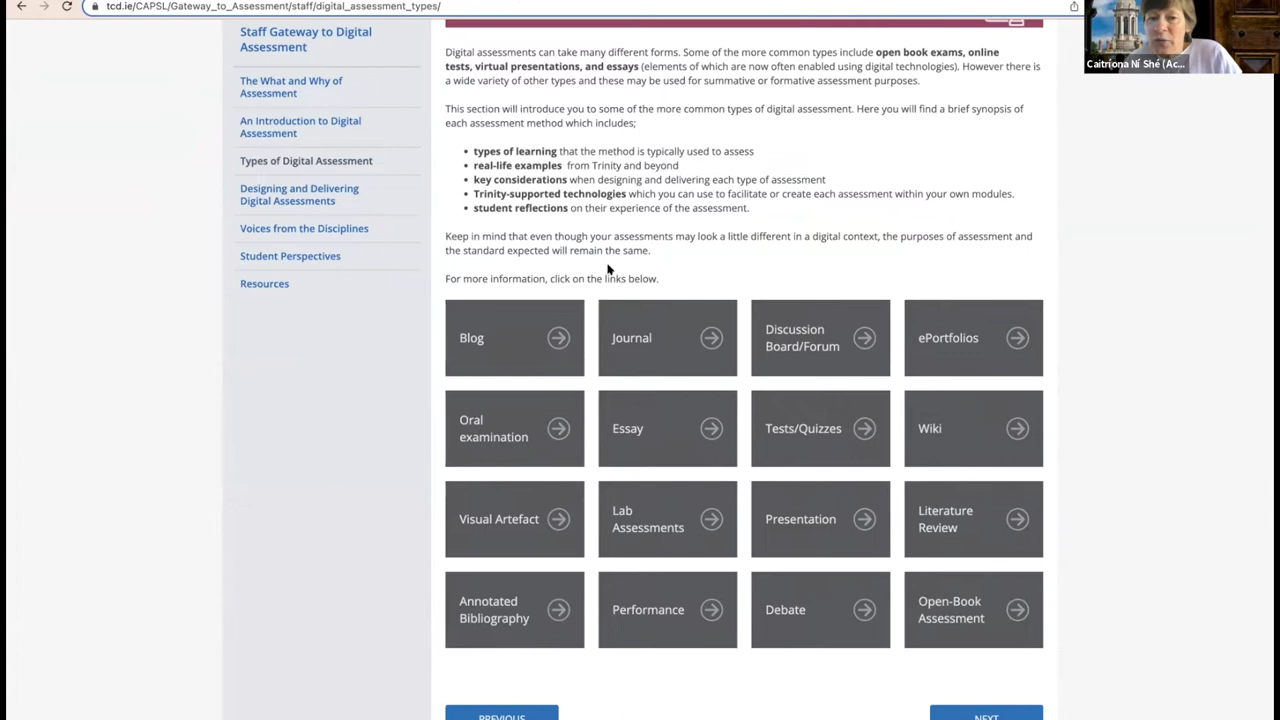 tcd.ie/CAPSL/Gateway_to_Assessment/staff/digital_assessment_types/
Caitríona Ní Shé (Ac...
Staff Gateway to Digital
Assessment
The What and Why of
Assessment
An Introduction to Digital
Assessment
Types of Digital Assessment
Designing and Delivering
Digital Assessments
Voices from the Disciplines
Student Perspectives
Resources
Digital assessments can take many different forms. Some of the more common types include open book exams, online
tests, virtual presentations, and essays (elements of which are now often enabled using digital technologies). However there is
a wide variety of other types and these may be used for summative or formative assessment purposes.
This section will introduce you to some of the more common types of digital assessment. Here you will find a brief synopsis of
each assessment method which includes;
• types of learning that the method is typically used to assess
• real-life examples from Trinity and beyond
• key considerations when designing and delivering each type of assessment
• Trinity-supported technologies which you can use to facilitate or create each assessment within your own modules.
• student reflections on their experience of the assessment.
Keep in mind that even though your assessments may look a little different in a digital context, the purposes of assessment and
the standard expected will remain the same.
For more information, click on the links below.
Blog
Journal
Discussion
Board/Forum
ePortfolios
Oral
examination
Essay
Tests/Quizzes
Wiki
Visual Artefact
Lab
Assessments
Presentation
Literature
Review
Annotated
Bibliography
Performance
Debate
Open-Book
Assessment
PREVIOUS
NEXT